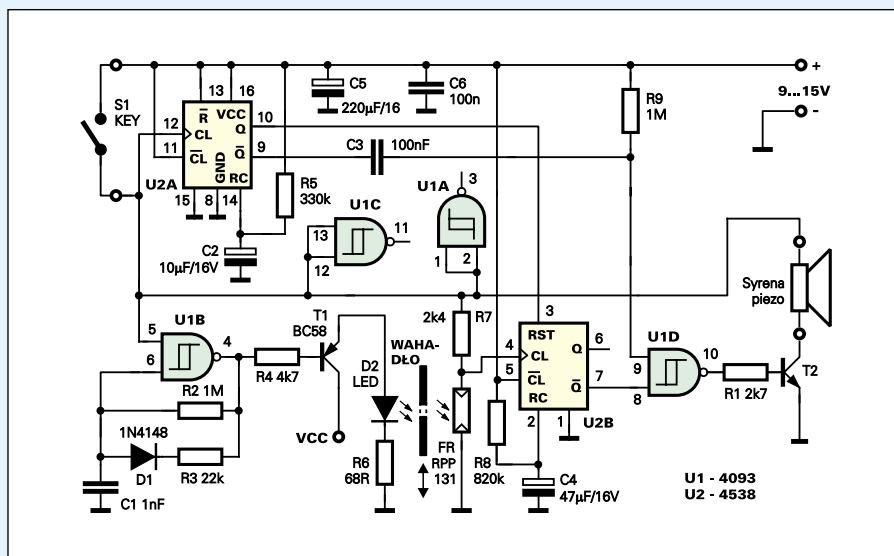 S1
KEY
12
11
13 16
R̅ VCC
CL Q
C̅L̅ Q̅
GND
RC
10
9
U2A
15
8
14
C2
10µF/16V
R5
330k
C5
220µF/16
C6
100n
C3
100nF
R9
1M
+
9...15V
-
U1C
13
12
11
U1A
3
1
2
Syrena
piezo
U1B
5
6
4
R4 4k7
T1
BC58
VCC
R2 1M
1N4148
D1
R3 22k
C1 1nF
D2
LED
R6
68R
WAHA-
DŁO
2k4
R7
FR
RPP
131
3
RST
4
CL
5
C̅L̅
RC
Q
6
Q̅
7
2
1
U2B
R8
820k
C4
47µF/16V
U1D
9
8
10
R1 2k7
T2
U1 - 4093
U2 - 4538